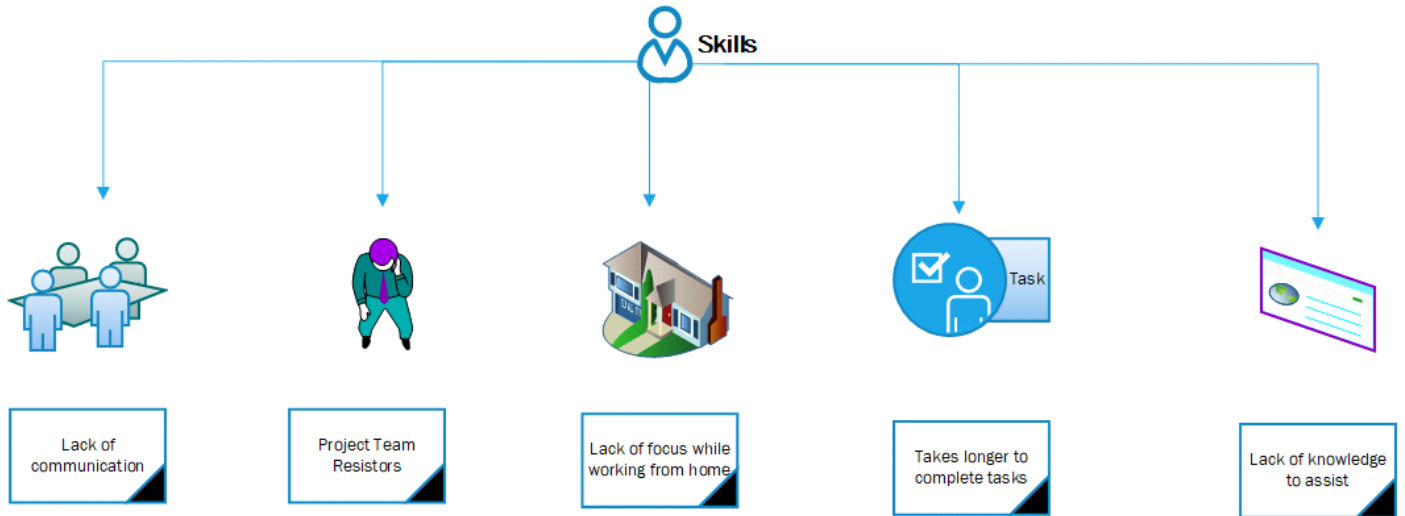 Skills
Task
Lack of
communication
Project Team
Resistors
Lack of focus while
working from home
Takes longer to
complete tasks
Lack of knowledge
to assist